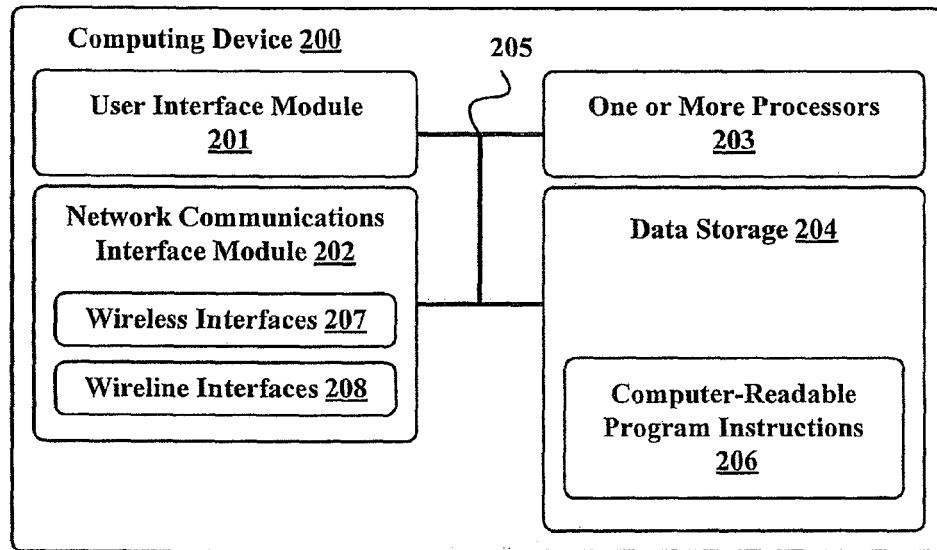 Computing Device 200
205
User Interface Module
201
One or More Processors
203
Network Communications
Interface Module 202
Wireless Interfaces 207
Wireline Interfaces 208
Data Storage 204
Computer-Readable
Program Instructions
206